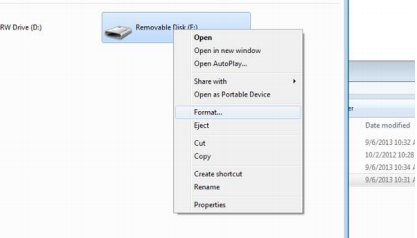 RW Drive (D:)
Removable Disk (F:)
Open
Open in new window
Open AutoPlay...
Share with
Open as Portable Device
Format...
Eject
Cut
Copy
Create shortcut
Rename
Properties
er
Date modified
9/6/2013 10:32 A
10/2/2012 10:28
9/6/2013 10:34 A
9/6/2013 10:31 A